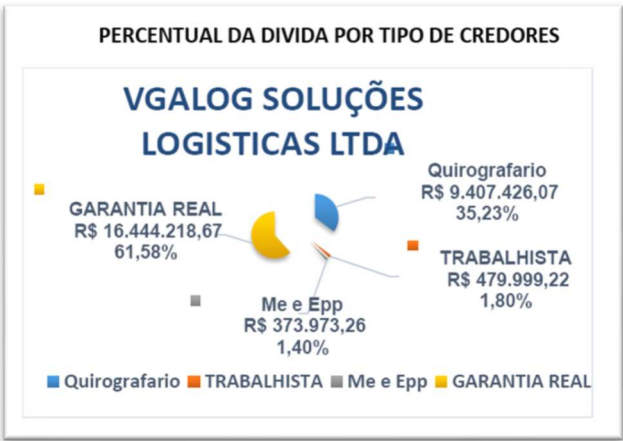 PERCENTUAL DA DIVIDA POR TIPO DE CREDORES
VGALOG SOLUÇÕES
LOGISTICAS LTDA
Quirografario
R$ 9.407.426,07
35,23%
GARANTIA REAL
R$ 16.444.218,67
61,58%
TRABALHISTA
R$ 479.999,22
1,80%
Me e Epp
R$ 373.973,26
1,40%
Quirografario TRABALHISTA Me e Epp GARANTIA REAL